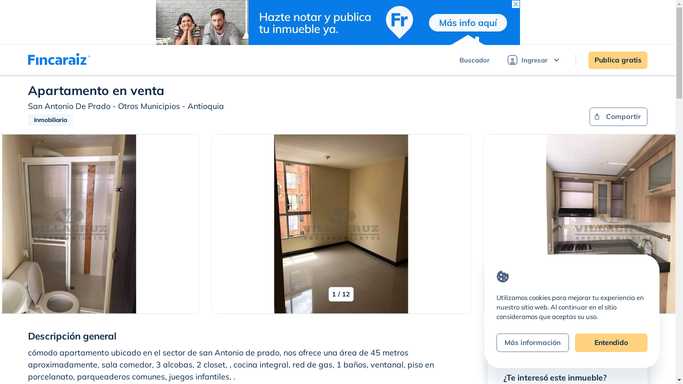 Hazte notar y publica
tu inmueble ya.
Fr
Más info aquí
Fincaraiz
Buscador
Ingresar
Publica gratis
Apartamento en venta
San Antonio De Prado - Otros Municipios - Antioquia
Inmobiliaria
Compartir
VILLACRUZ
VILLACRUZ
VILLACRUZ
1 / 12
Utilizamos cookies para mejorar tu experiencia en
nuestro sitio web. Al continuar en el sitio
consideramos que aceptas su uso.
Más información
Entendido
Descripción general
cómodo apartamento ubicado en el sector de san Antonio de prado, nos ofrece una área de 45 metros
aproximadamente, sala comedor, 3 alcobas, 2 closet, , cocina integral, red de gas, 1 baños, ventanal, piso en
porcelanato, parqueaderos comunes, juegos infantiles, .
¿Te interesó este inmueble?